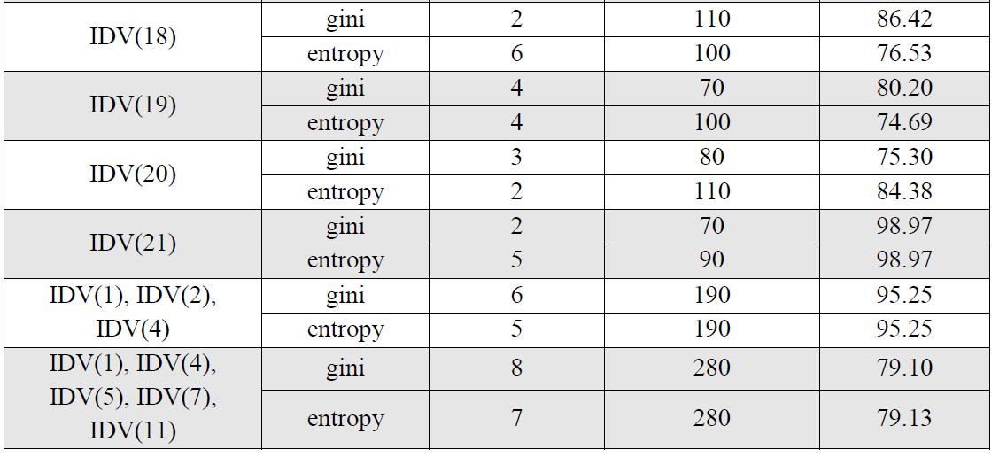 IDV(18) gini 2 110 86.42
entropy 6 100 76.53
IDV(19) gini 4 70 80.20
entropy 4 100 74.69
IDV(20) gini 3 80 75.30
entropy 2 110 84.38
IDV(21) gini 2 70 98.97
entropy 5 90 98.97
IDV(1), IDV(2), gini 6 190 95.25
IDV(4) entropy 5 190 95.25
IDV(1), IDV(4), gini 8 280 79.10
IDV(5), IDV(7),
IDV(11) entropy 7 280 79.13